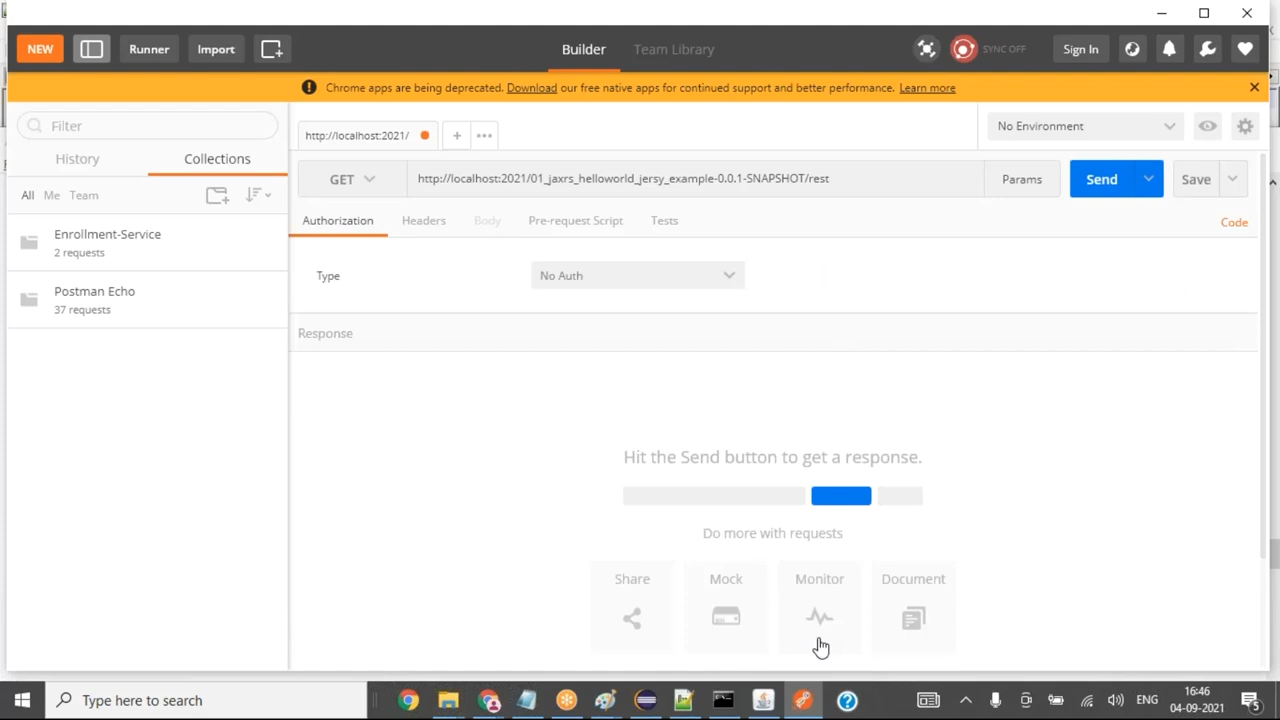 NEW
Runner
Import
Builder
Team Library
SYNC OFF
Sign In
Chrome apps are being deprecated. Download our free native apps for continued support and better performance. Learn more
Filter
History
Collections
All Me Team
Enrollment-Service
2 requests
Postman Echo
37 requests
http://localhost:2021/
No Environment
GET
http://localhost:2021/01_jaxrs_helloworld_jersy_example-0.0.1-SNAPSHOT/rest
Params
Send
Save
Authorization
Headers
Body
Pre-request Script
Tests
Code
Type
No Auth
Response
Hit the Send button to get a response.
Do more with requests
Share
Mock
Monitor
Document
Type here to search
ENG
16:46
04-09-2021
5